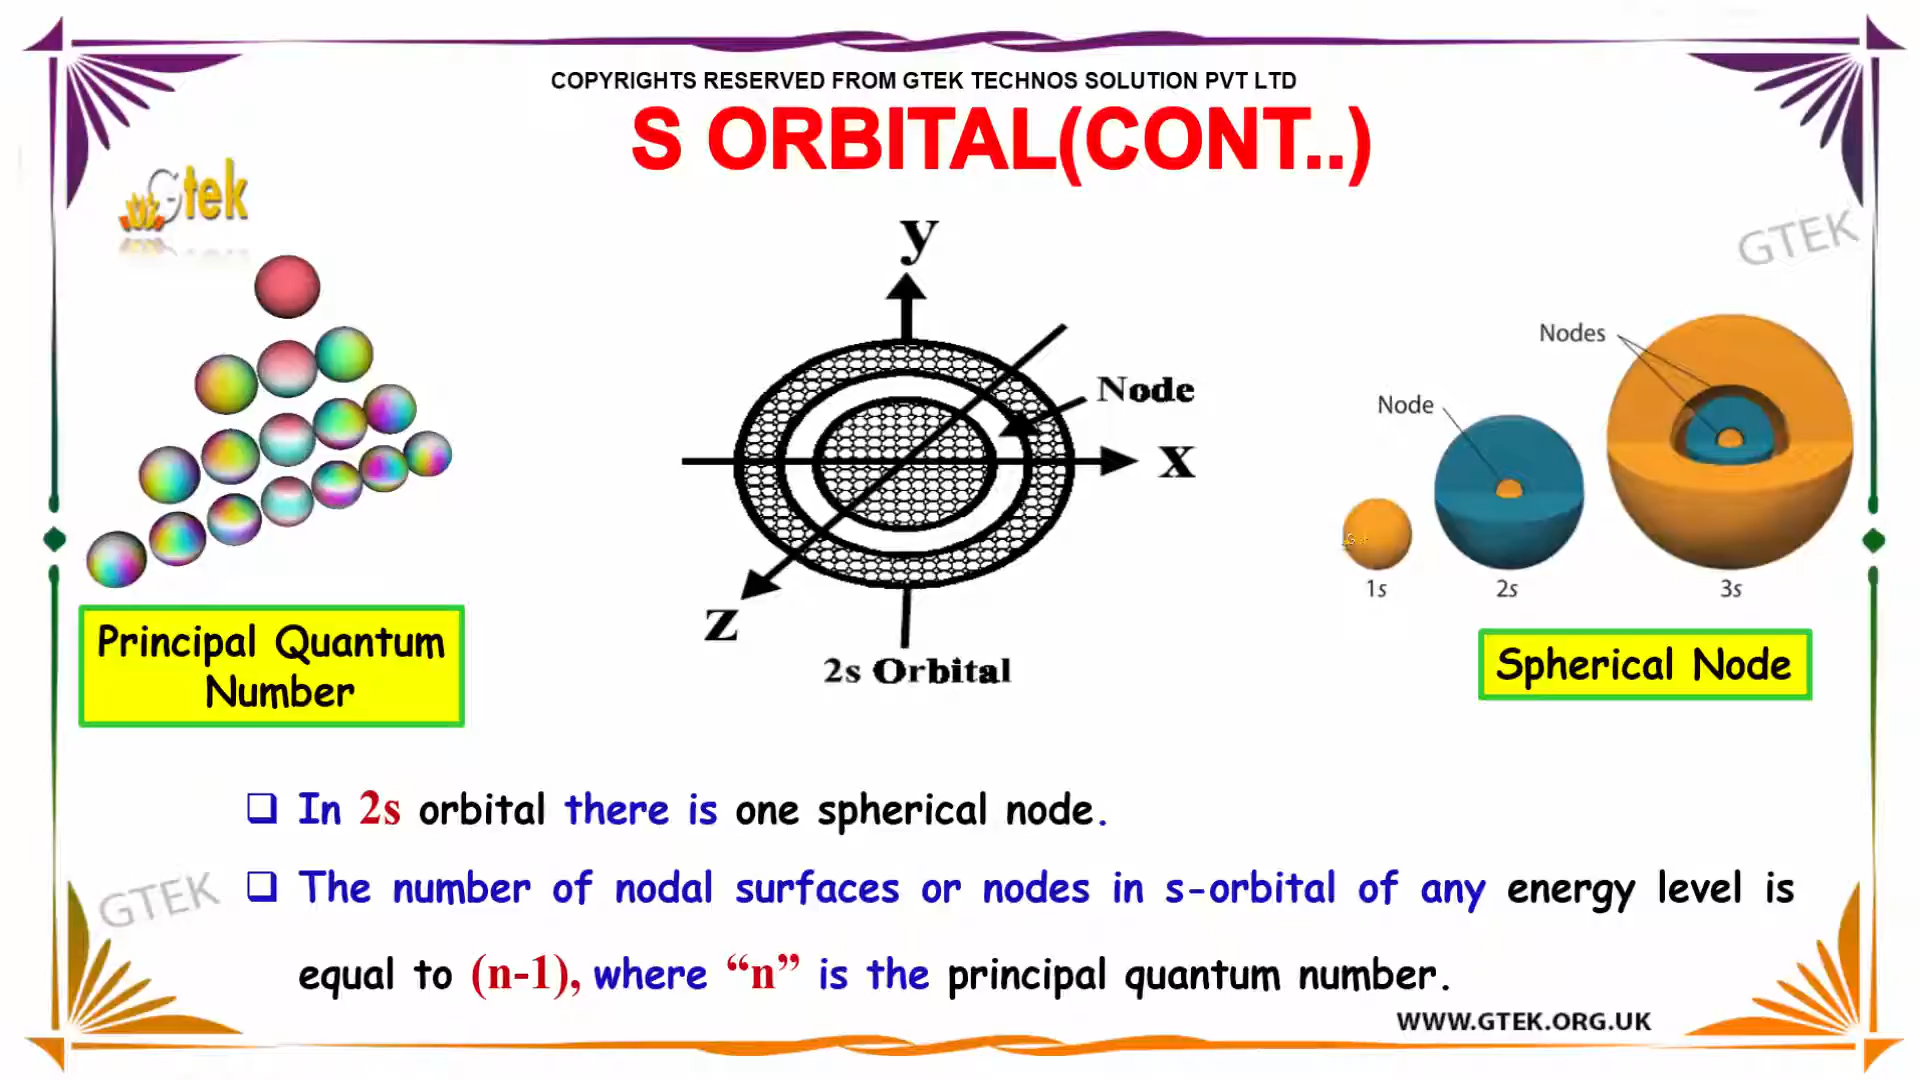 COPYRIGHTS RESERVED FROM GTEK TECHNOS SOLUTION PVT LTD
S ORBITAL(CONT..)
Gtek
GTEK
y
Node
x
z
2s Orbital
Nodes
Node
1s
2s
3s
Principal Quantum
Number
Spherical Node
❑ In 2s orbital there is one spherical node.
❑ The number of nodal surfaces or nodes in s-orbital of any energy level is
equal to (n-1), where “n” is the principal quantum number.
GTEK
WWW.GTEK.ORG.UK